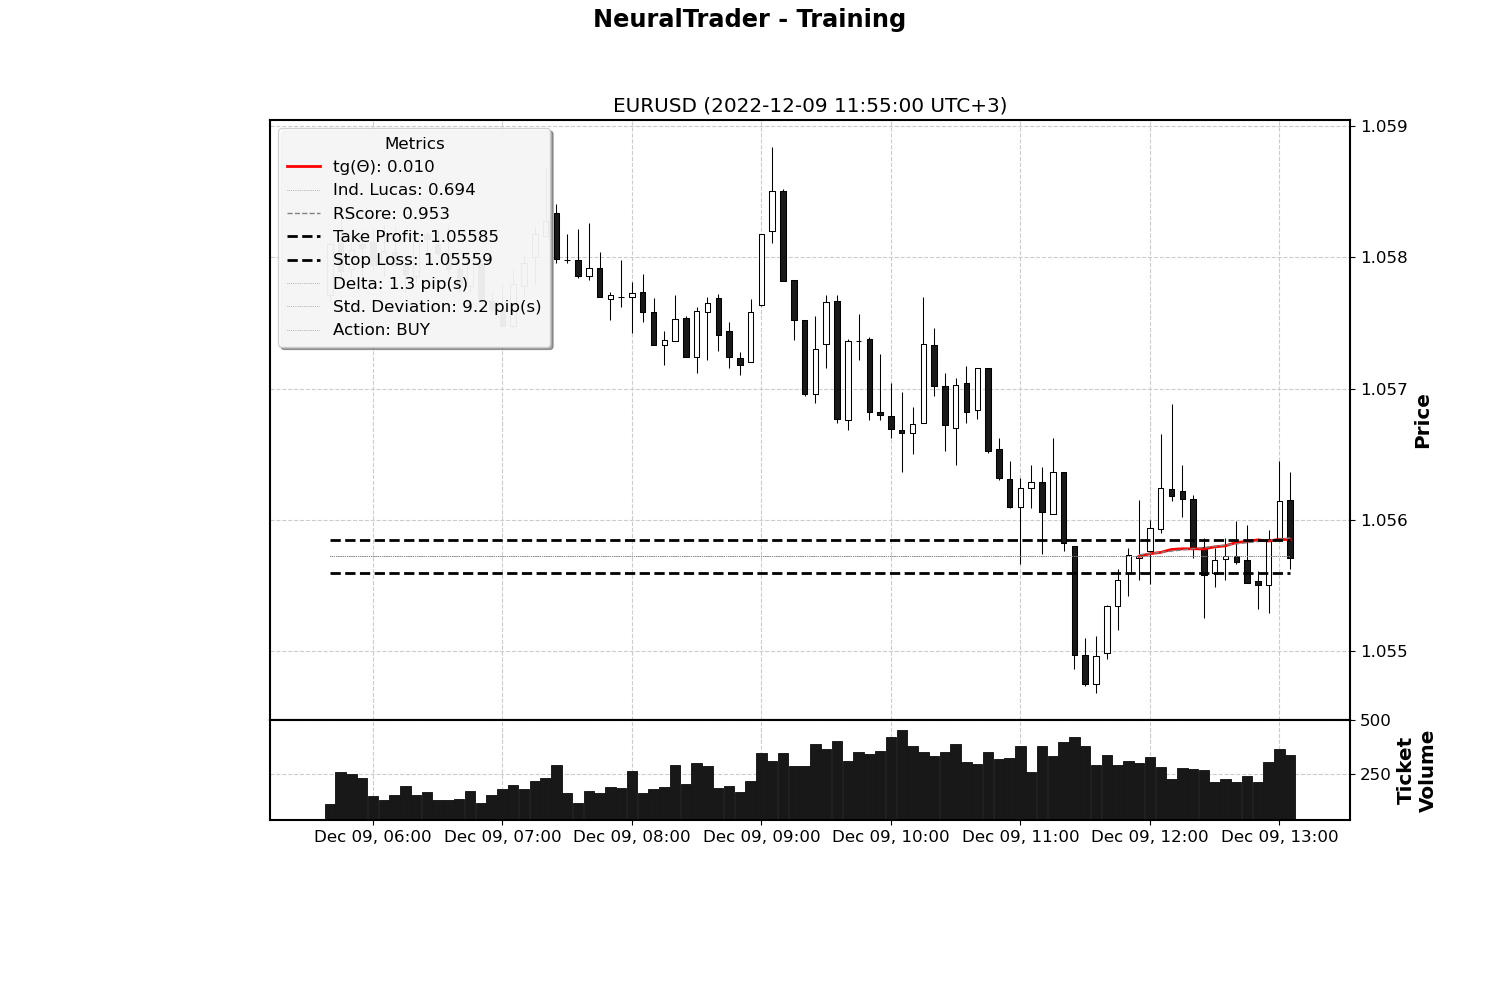 NeuralTrader - Training
EURUSD (2022-12-09 11:55:00 UTC+3)
Metrics
tg(Θ): 0.010
Ind. Lucas: 0.694
RScore: 0.953
Take Profit: 1.05585
Stop Loss: 1.05559
Delta: 1.3 pip(s)
Std. Deviation: 9.2 pip(s)
Action: BUY
1.059
1.058
1.057
1.056
1.055
Price
500
250
Ticket
Volume
Dec 09, 06:00 Dec 09, 07:00 Dec 09, 08:00 Dec 09, 09:00 Dec 09, 10:00 Dec 09, 11:00 Dec 09, 12:00 Dec 09, 13:00